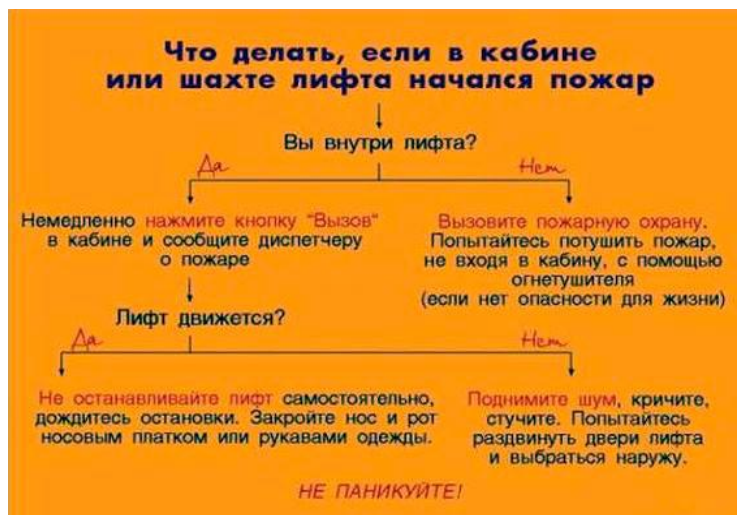 Что делать, если в кабине
или шахте лифта начался пожар
Вы внутри лифта?
Да
Нет
Немедленно нажмите кнопку "Вызов"
в кабине и сообщите диспетчеру
о пожаре
Вызовите пожарную охрану.
Попытайтесь потушить пожар,
не входя в кабину, с помощью
огнетушителя
(если нет опасности для жизни)
Лифт движется?
Да
Нет
Не останавливайте лифт самостоятельно,
дождитесь остановки. Закройте нос и рот
носовым платком или рукавами одежды.
Поднимите шум, кричите,
стучите. Попытайтесь
раздвинуть двери лифта
и выбраться наружу.
НЕ ПАНИКУЙТЕ!